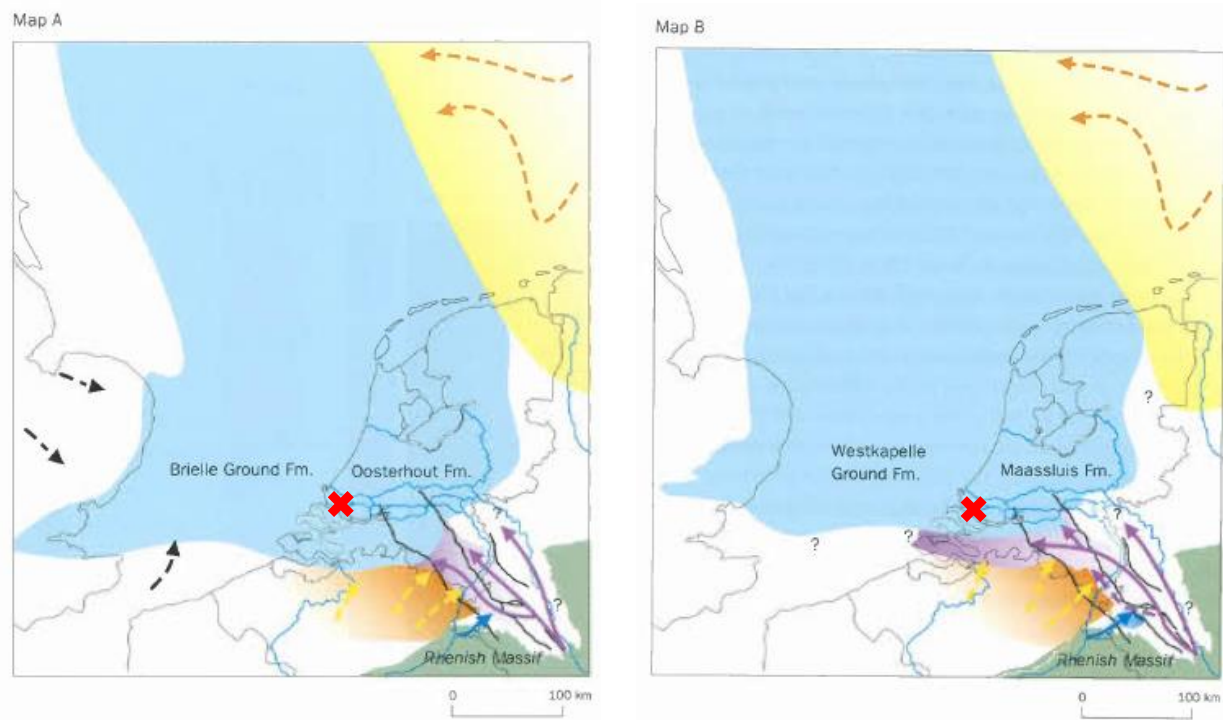 Map A
Brielle Ground Fm.
Oosterhout Fm.
?
?
Rhenish Massif
0
100 km
Map B
?
Westkapelle
Ground Fm.
Maassluis Fm.
?
?
?
?
Rhenish Massif
0
100 km